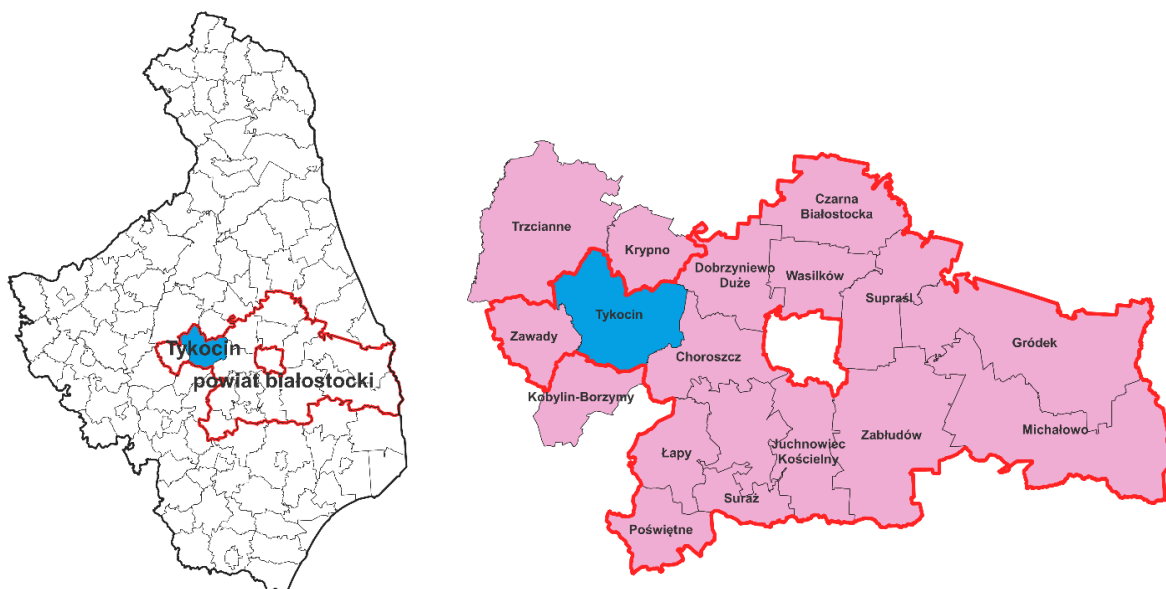 Tykocin
powiat białostocki
Trzcianne
Krypno
Czarna
Białostocka
Dobrzyniewo
Duże
Wasilków
Supraśl
Tykocin
Zawady
Choroszcz
Gródek
Kobylin-Borzymy
Łapy
Juchnowiec
Kościelny
Zabłudów
Michałowo
Suraż
Poświętne